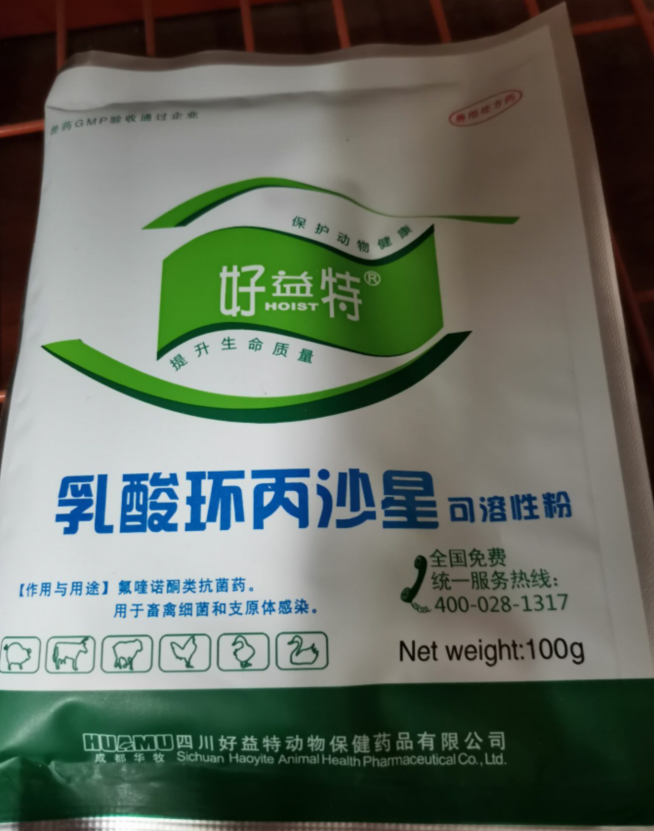 兽药GMP验收通过企业
兽用处方药
保护动物健康
好益特®
HOIST
提升生命质量
乳酸环丙沙星可溶性粉
【作用与用途】氟喹诺酮类抗菌药。
用于畜禽细菌和支原体感染。
全国免费
统一服务热线:
400-028-1317
Net weight:100g
HUAMU 四川好益特动物保健药品有限公司
成都华牧 Sichuan Haoyite Animal Health Pharmaceutical Co., Ltd.